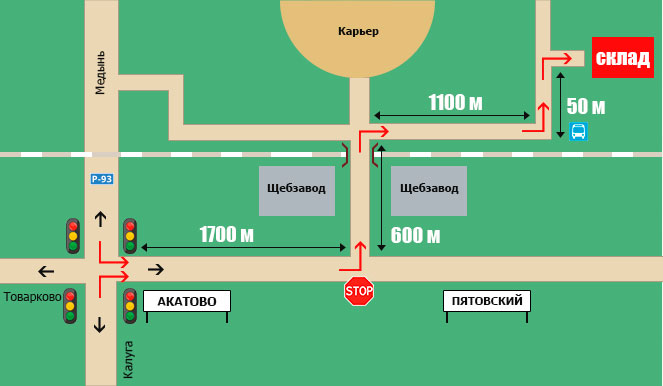 Карьер
Медынь
склад
1100 м
50 м
Р-93
Щебзавод
Щебзавод
1700 м
600 м
Товарково
АКАТОВО
STOP
ПЯТОВСКИЙ
Калуга